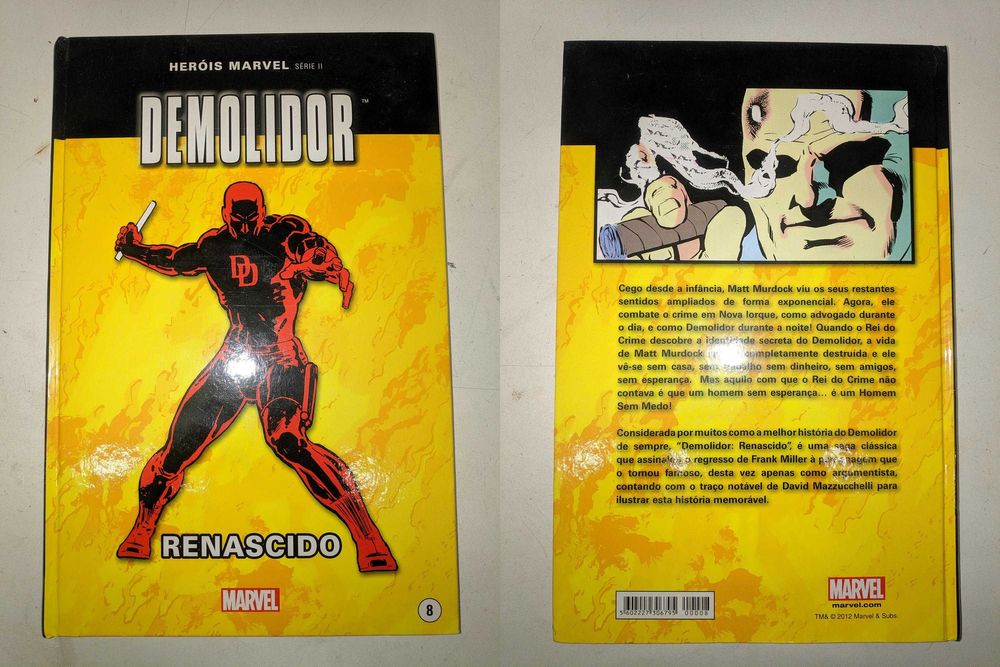 HERÓIS MARVEL SÉRIE II
DEMOLIDOR™
DD
RENASCIDO
MARVEL
8
Cego desde a infância, Matt Murdock viu os seus restantes
sentidos ampliados de forma exponencial. Agora, ele
combate o crime em Nova Iorque, como advogado durante
o dia, e como Demolidor durante a noite! Quando o Rei do
Crime descobre a identidade secreta do Demolidor, a vida
de Matt Murdock completamente destruída e ele
vê-se sem casa, sem trabalho sem dinheiro, sem amigos,
sem esperança. Mas aquilo com que o Rei do Crime não
contava é que um homem sem esperança... é um Homem
Sem Medo!
Considerada por muitos como a melhor história do Demolidor
de sempre, "Demolidor: Renascido", é uma saga clássica
que assinala o regresso de Frank Miller à personagem que
o tornou famoso, desta vez apenas como argumentista,
contando com o traço notável de David Mazzucchelli para
ilustrar esta história memorável.
5602227306795 00008
MARVEL
marvel.com
TM& © 2012 Marvel & Subs.